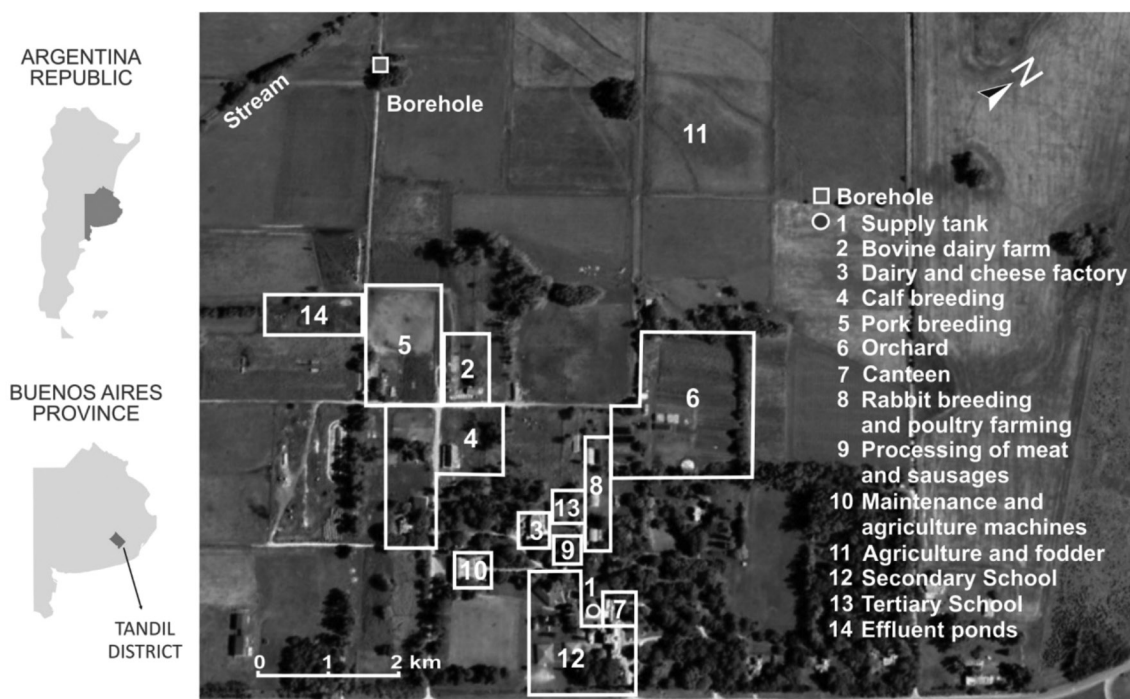 ARGENTINA
REPUBLIC
BUENOS AIRES
PROVINCE
TANDIL
DISTRICT
Stream
Borehole
N
11
14
5
2
4
6
8
13
3
9
10
1
7
12
0 1 2 km
Borehole
1 Supply tank
2 Bovine dairy farm
3 Dairy and cheese factory
4 Calf breeding
5 Pork breeding
6 Orchard
7 Canteen
8 Rabbit breeding
and poultry farming
9 Processing of meat
and sausages
10 Maintenance and
agriculture machines
11 Agriculture and fodder
12 Secondary School
13 Tertiary School
14 Effluent ponds